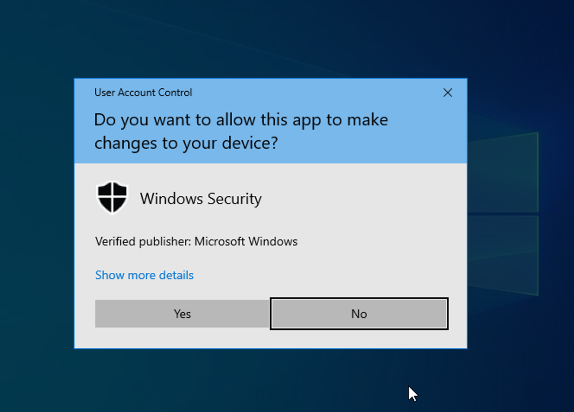 User Account Control
Do you want to allow this app to make
changes to your device?
Windows Security
Verified publisher: Microsoft Windows
Show more details
Yes
No